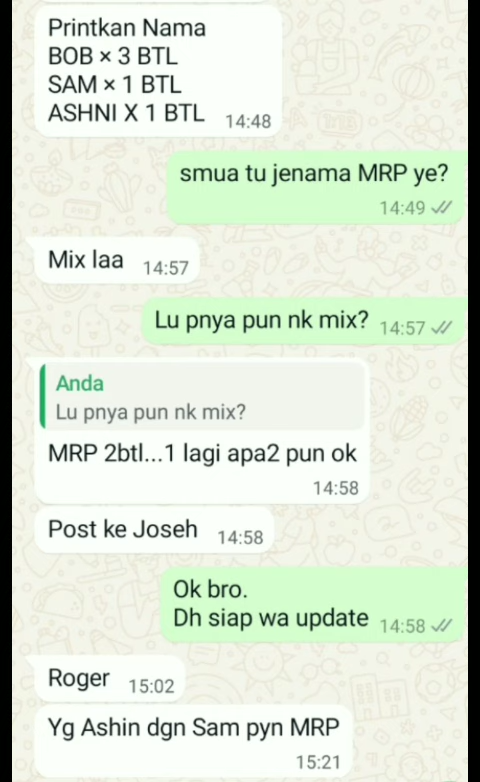 Printkan Nama
BOB × 3 BTL
SAM × 1 BTL
ASHNI X 1 BTL 14:48
smua tu jenama MRP ye?
14:49
Mix laa 14:57
Lu pnya pun nk mix? 14:57
Anda
Lu pnya pun nk mix?
MRP 2btl...1 lagi apa2 pun ok
14:58
Post ke Joseh 14:58
Ok bro.
Dh siap wa update 14:58
Roger 15:02
Yg Ashin dgn Sam pyn MRP
15:21